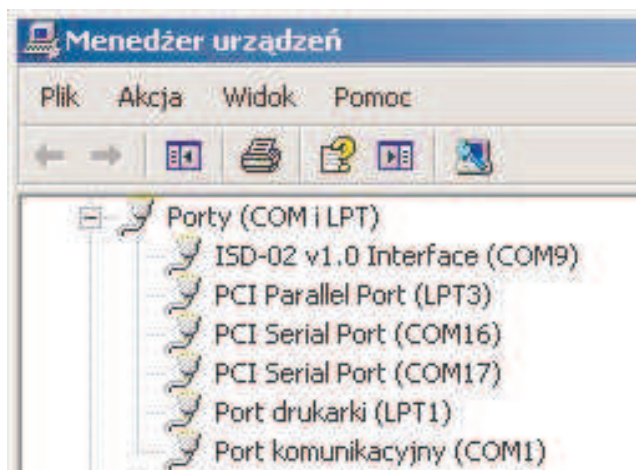 Menedżer urządzeń
Plik Akcja Widok Pomoc
Porty (COM i LPT)
ISD-02 v1.0 Interface (COM9)
PCI Parallel Port (LPT3)
PCI Serial Port (COM16)
PCI Serial Port (COM17)
Port drukarki (LPT1)
Port komunikacyjny (COM1)